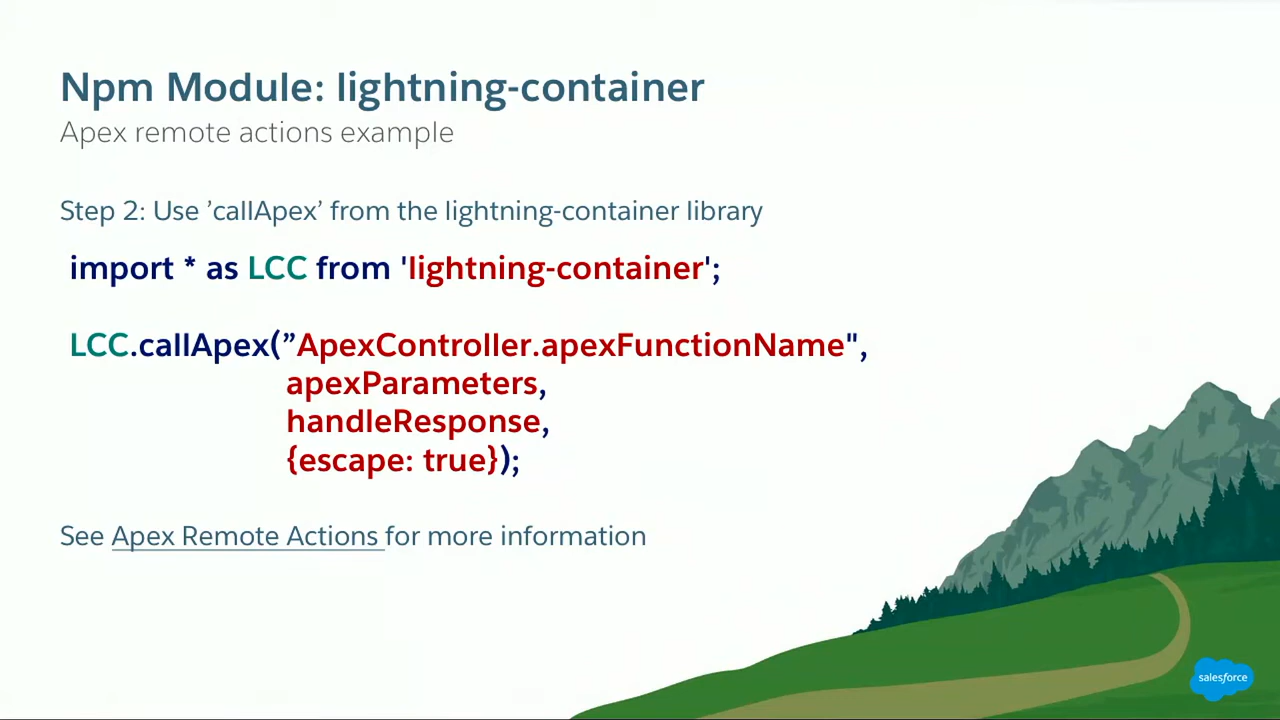 Npm Module: lightning-container
Apex remote actions example
Step 2: Use ’callApex’ from the lightning-container library
import * as LCC from 'lightning-container';
LCC.callApex(”ApexController.apexFunctionName",
apexParameters,
handleResponse,
{escape: true});
See Apex Remote Actions for more information
salesforce